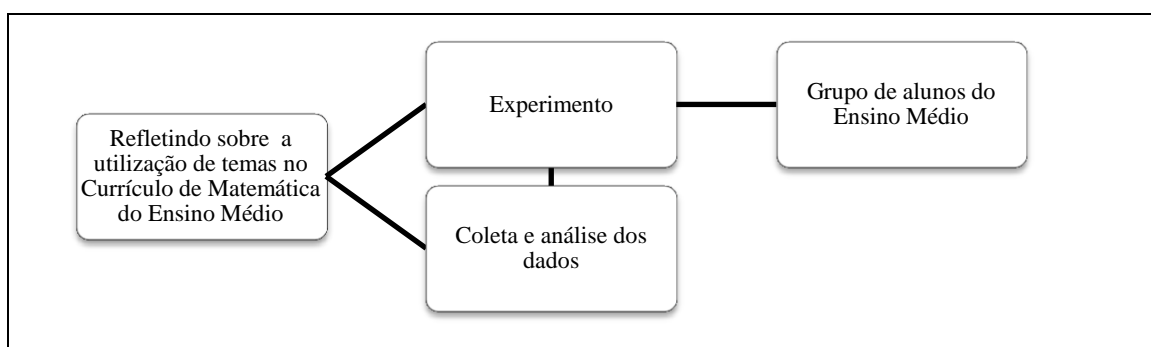 Refletindo sobre a
utilização de temas no
Currículo de Matemática
do Ensino Médio
Experimento
Grupo de alunos do
Ensino Médio
Coleta e análise dos
dados